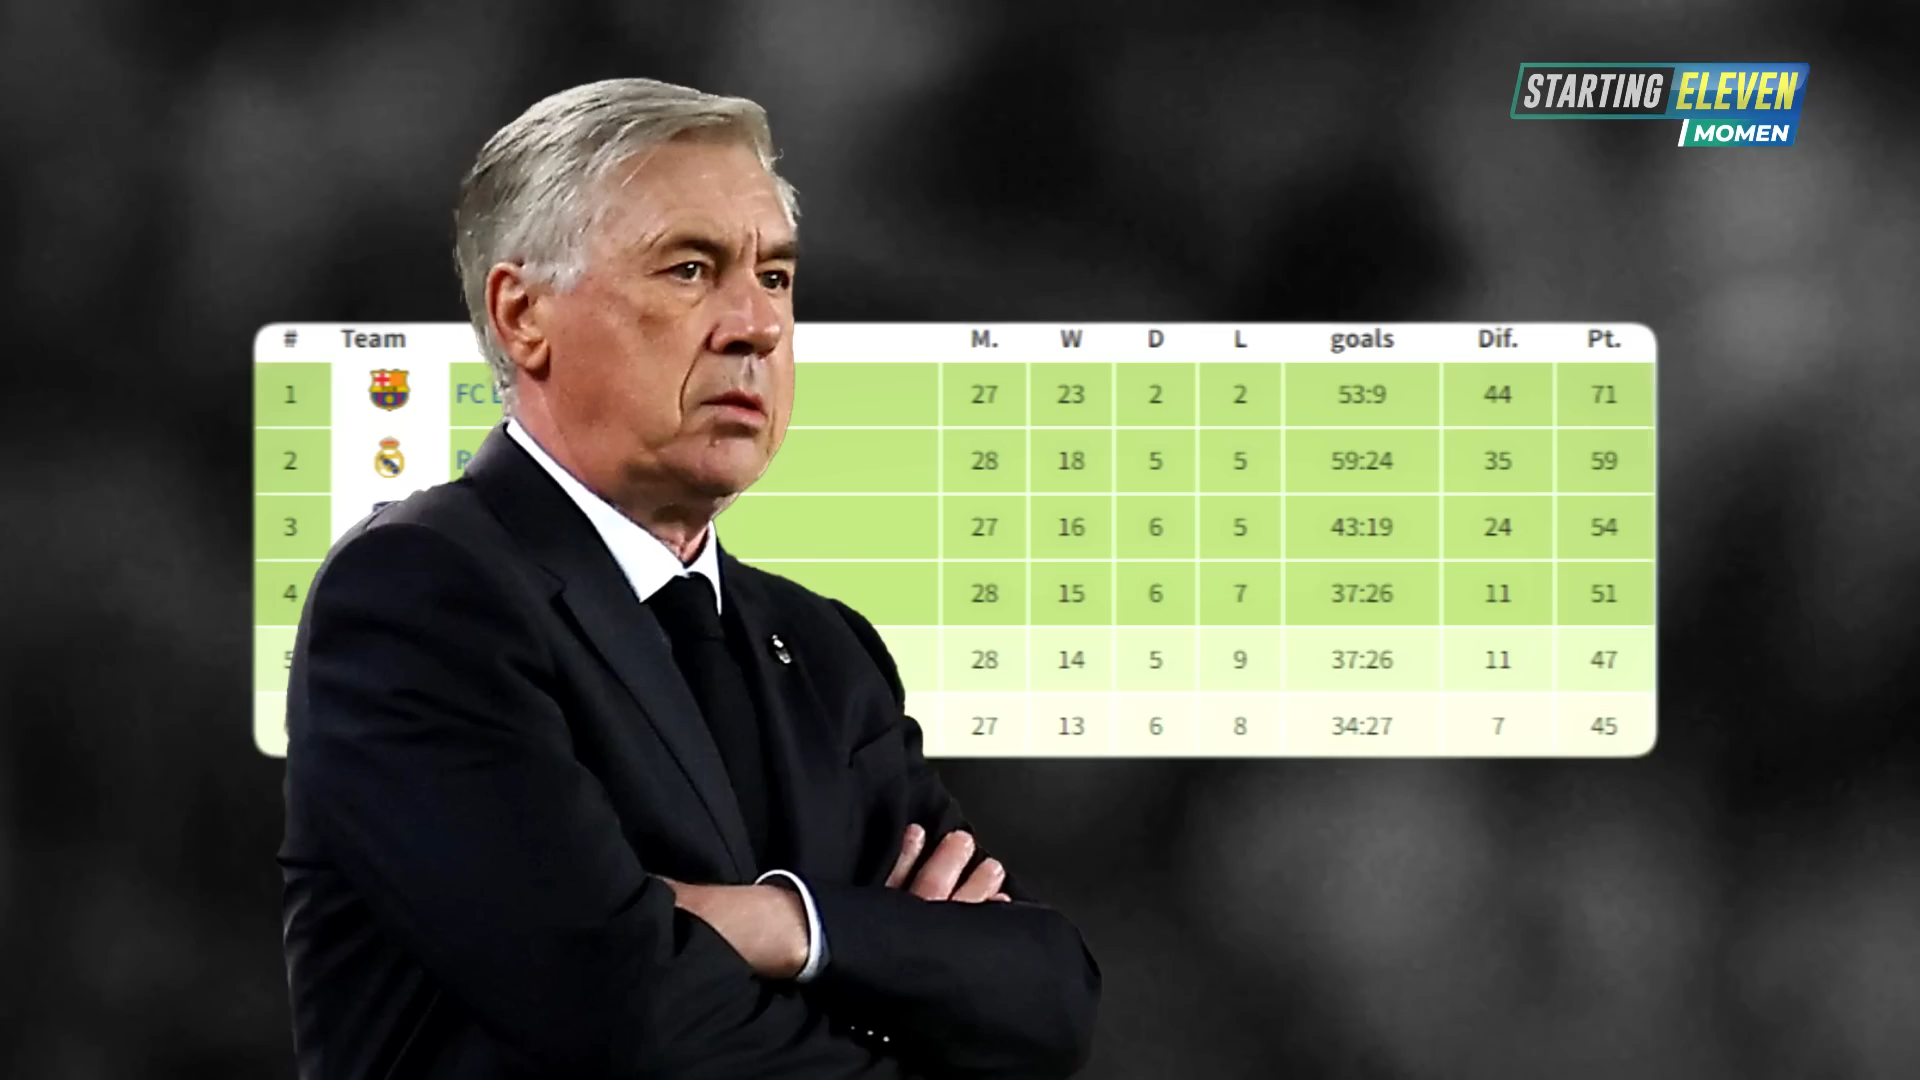 STARTING ELEVEN
MOMEN
# Team M. W D L goals Dif. Pt.
1 FC 27 23 2 2 53:9 44 71
2 28 18 5 5 59:24 35 59
3 27 16 6 5 43:19 24 54
4 28 15 6 7 37:26 11 51
5 28 14 5 9 37:26 11 47
27 13 6 8 34:27 7 45